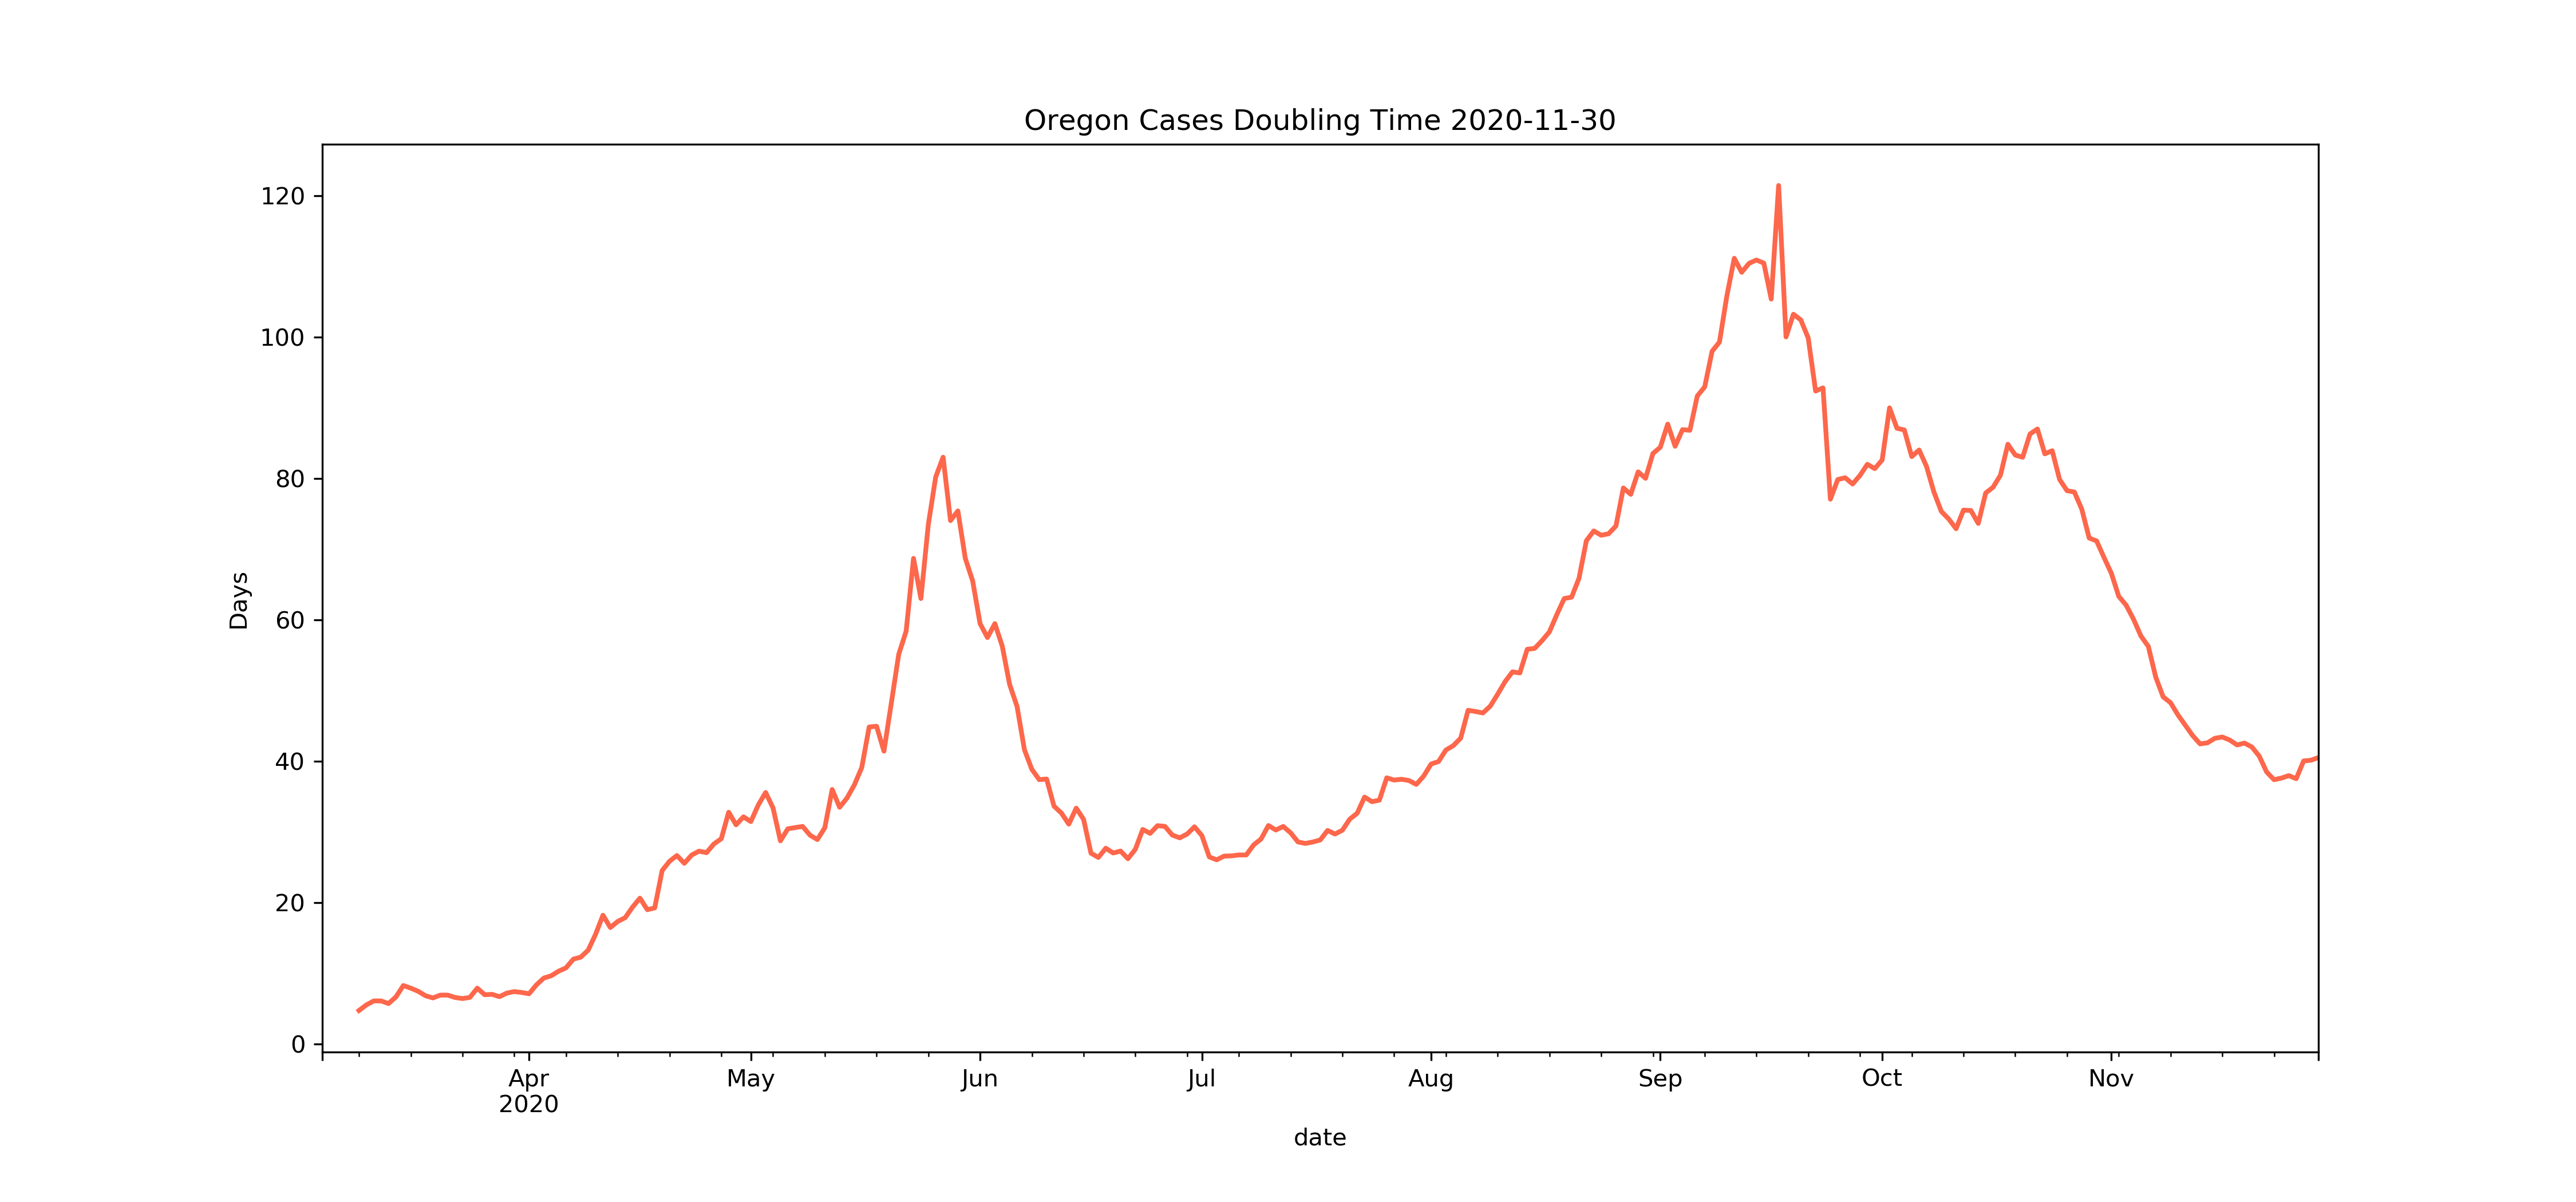 Oregon Cases Doubling Time 2020-11-30
120
100
80
60
40
20
0
Days
Apr May Jun Jul Aug Sep Oct Nov
2020
date